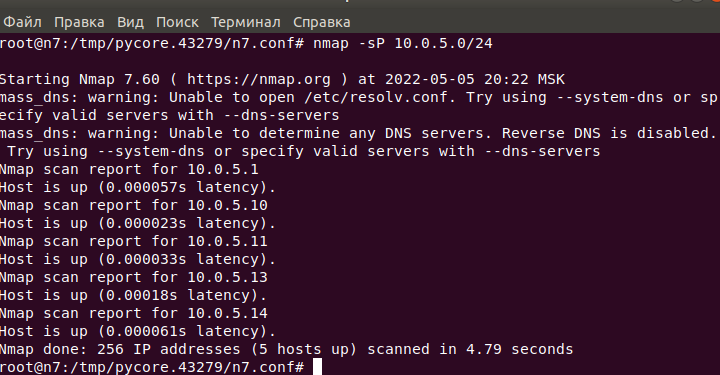 Файл Правка Вид Поиск Терминал Справка
root@n7:/tmp/pycore.43279/n7.conf# nmap -sP 10.0.5.0/24
Starting Nmap 7.60 ( https://nmap.org ) at 2022-05-05 20:22 MSK
mass_dns: warning: Unable to open /etc/resolv.conf. Try using --system-dns or sp
ecify valid servers with --dns-servers
mass_dns: warning: Unable to determine any DNS servers. Reverse DNS is disabled.
Try using --system-dns or specify valid servers with --dns-servers
Nmap scan report for 10.0.5.1
Host is up (0.000057s latency).
Nmap scan report for 10.0.5.10
Host is up (0.000023s latency).
Nmap scan report for 10.0.5.11
Host is up (0.000033s latency).
Nmap scan report for 10.0.5.13
Host is up (0.00018s latency).
Nmap scan report for 10.0.5.14
Host is up (0.000061s latency).
Nmap done: 256 IP addresses (5 hosts up) scanned in 4.79 seconds
root@n7:/tmp/pycore.43279/n7.conf#